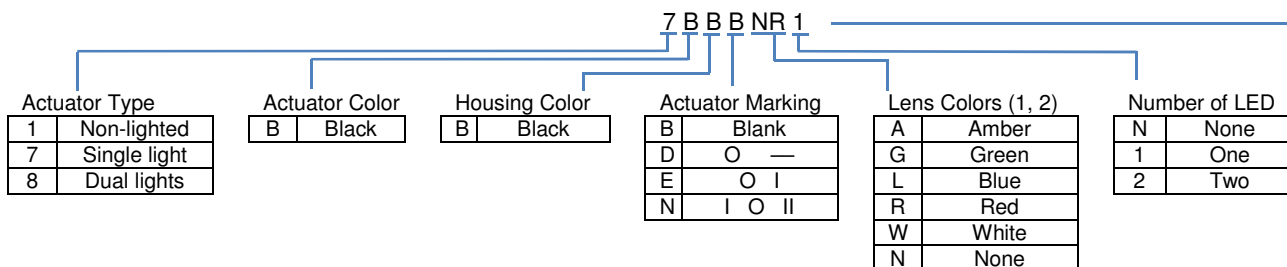 7 B B B NR 1
Actuator Type
1 Non-lighted
7 Single light
8 Dual lights
Actuator Color
B Black
Housing Color
B Black
Actuator Marking
B Blank
D O —
E O I
N I O II
Lens Colors (1, 2)
A Amber
G Green
L Blue
R Red
W White
N None
Number of LED
N None
1 One
2 Two